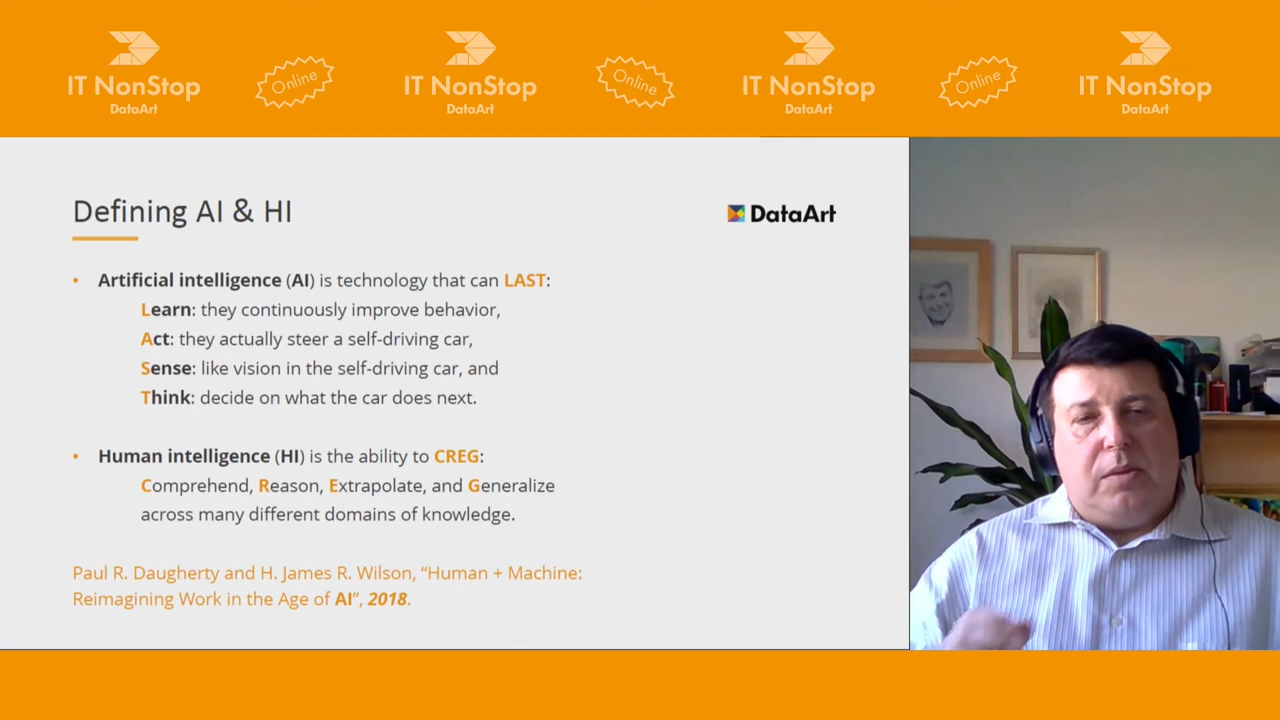 IT NonStop
DataArt
Online
IT NonStop
DataArt
Online
IT NonStop
DataArt
Online
IT NonStop
DataArt
Defining AI & HI
DataArt
• Artificial intelligence (AI) is technology that can LAST:
Learn: they continuously improve behavior,
Act: they actually steer a self-driving car,
Sense: like vision in the self-driving car, and
Think: decide on what the car does next.
• Human intelligence (HI) is the ability to CREG:
Comprehend, Reason, Extrapolate, and Generalize
across many different domains of knowledge.
Paul R. Daugherty and H. James R. Wilson, “Human + Machine:
Reimagining Work in the Age of AI”, 2018.